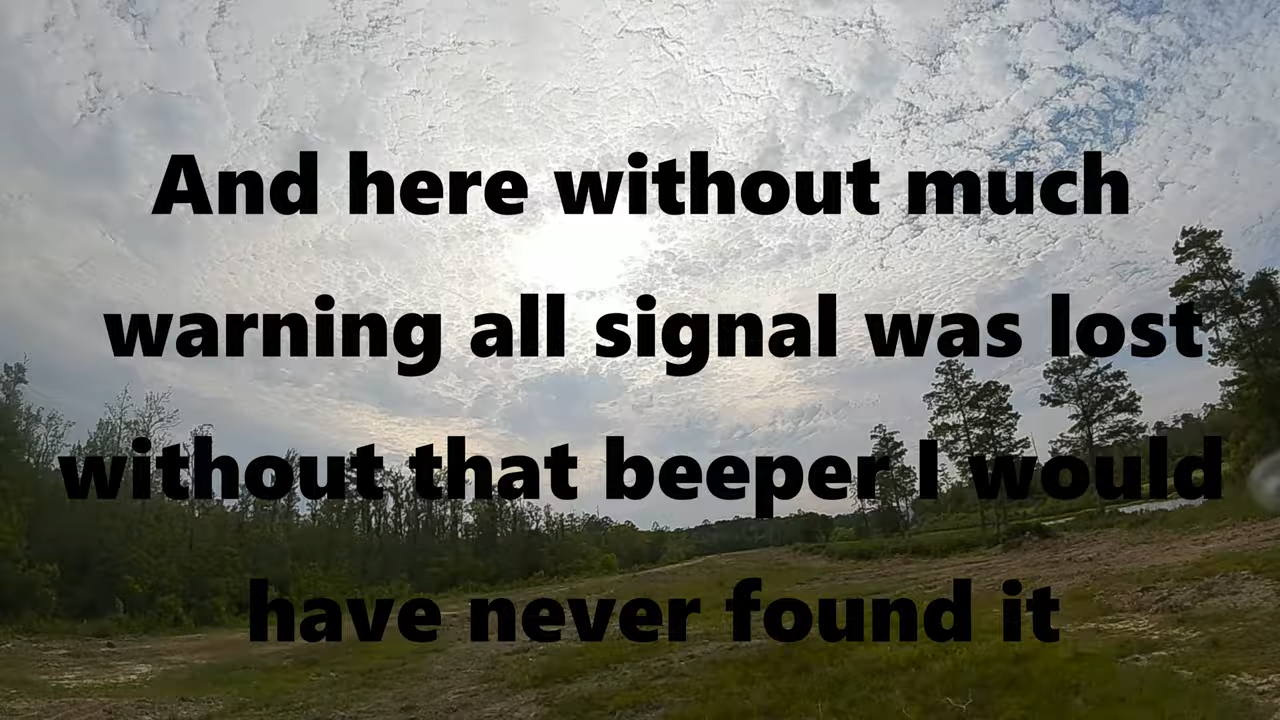 And here without much
warning all signal was lost
without that beeper I would
have never found it